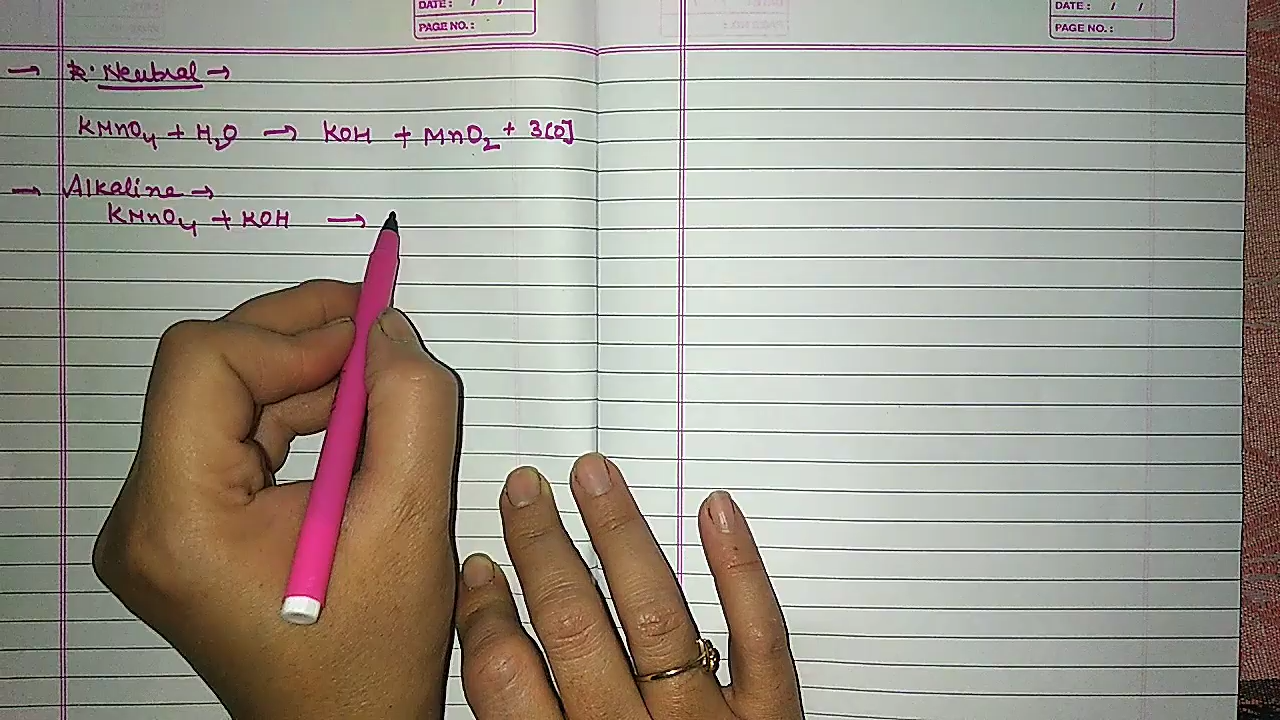 DATE: / /
PAGE NO.:
DATE: / /
PAGE NO.:
→ Neutral →
KMnO4 + H2O → KOH + MnO2 + 3[O]
→ Alkaline →
KMnO4 + KOH →